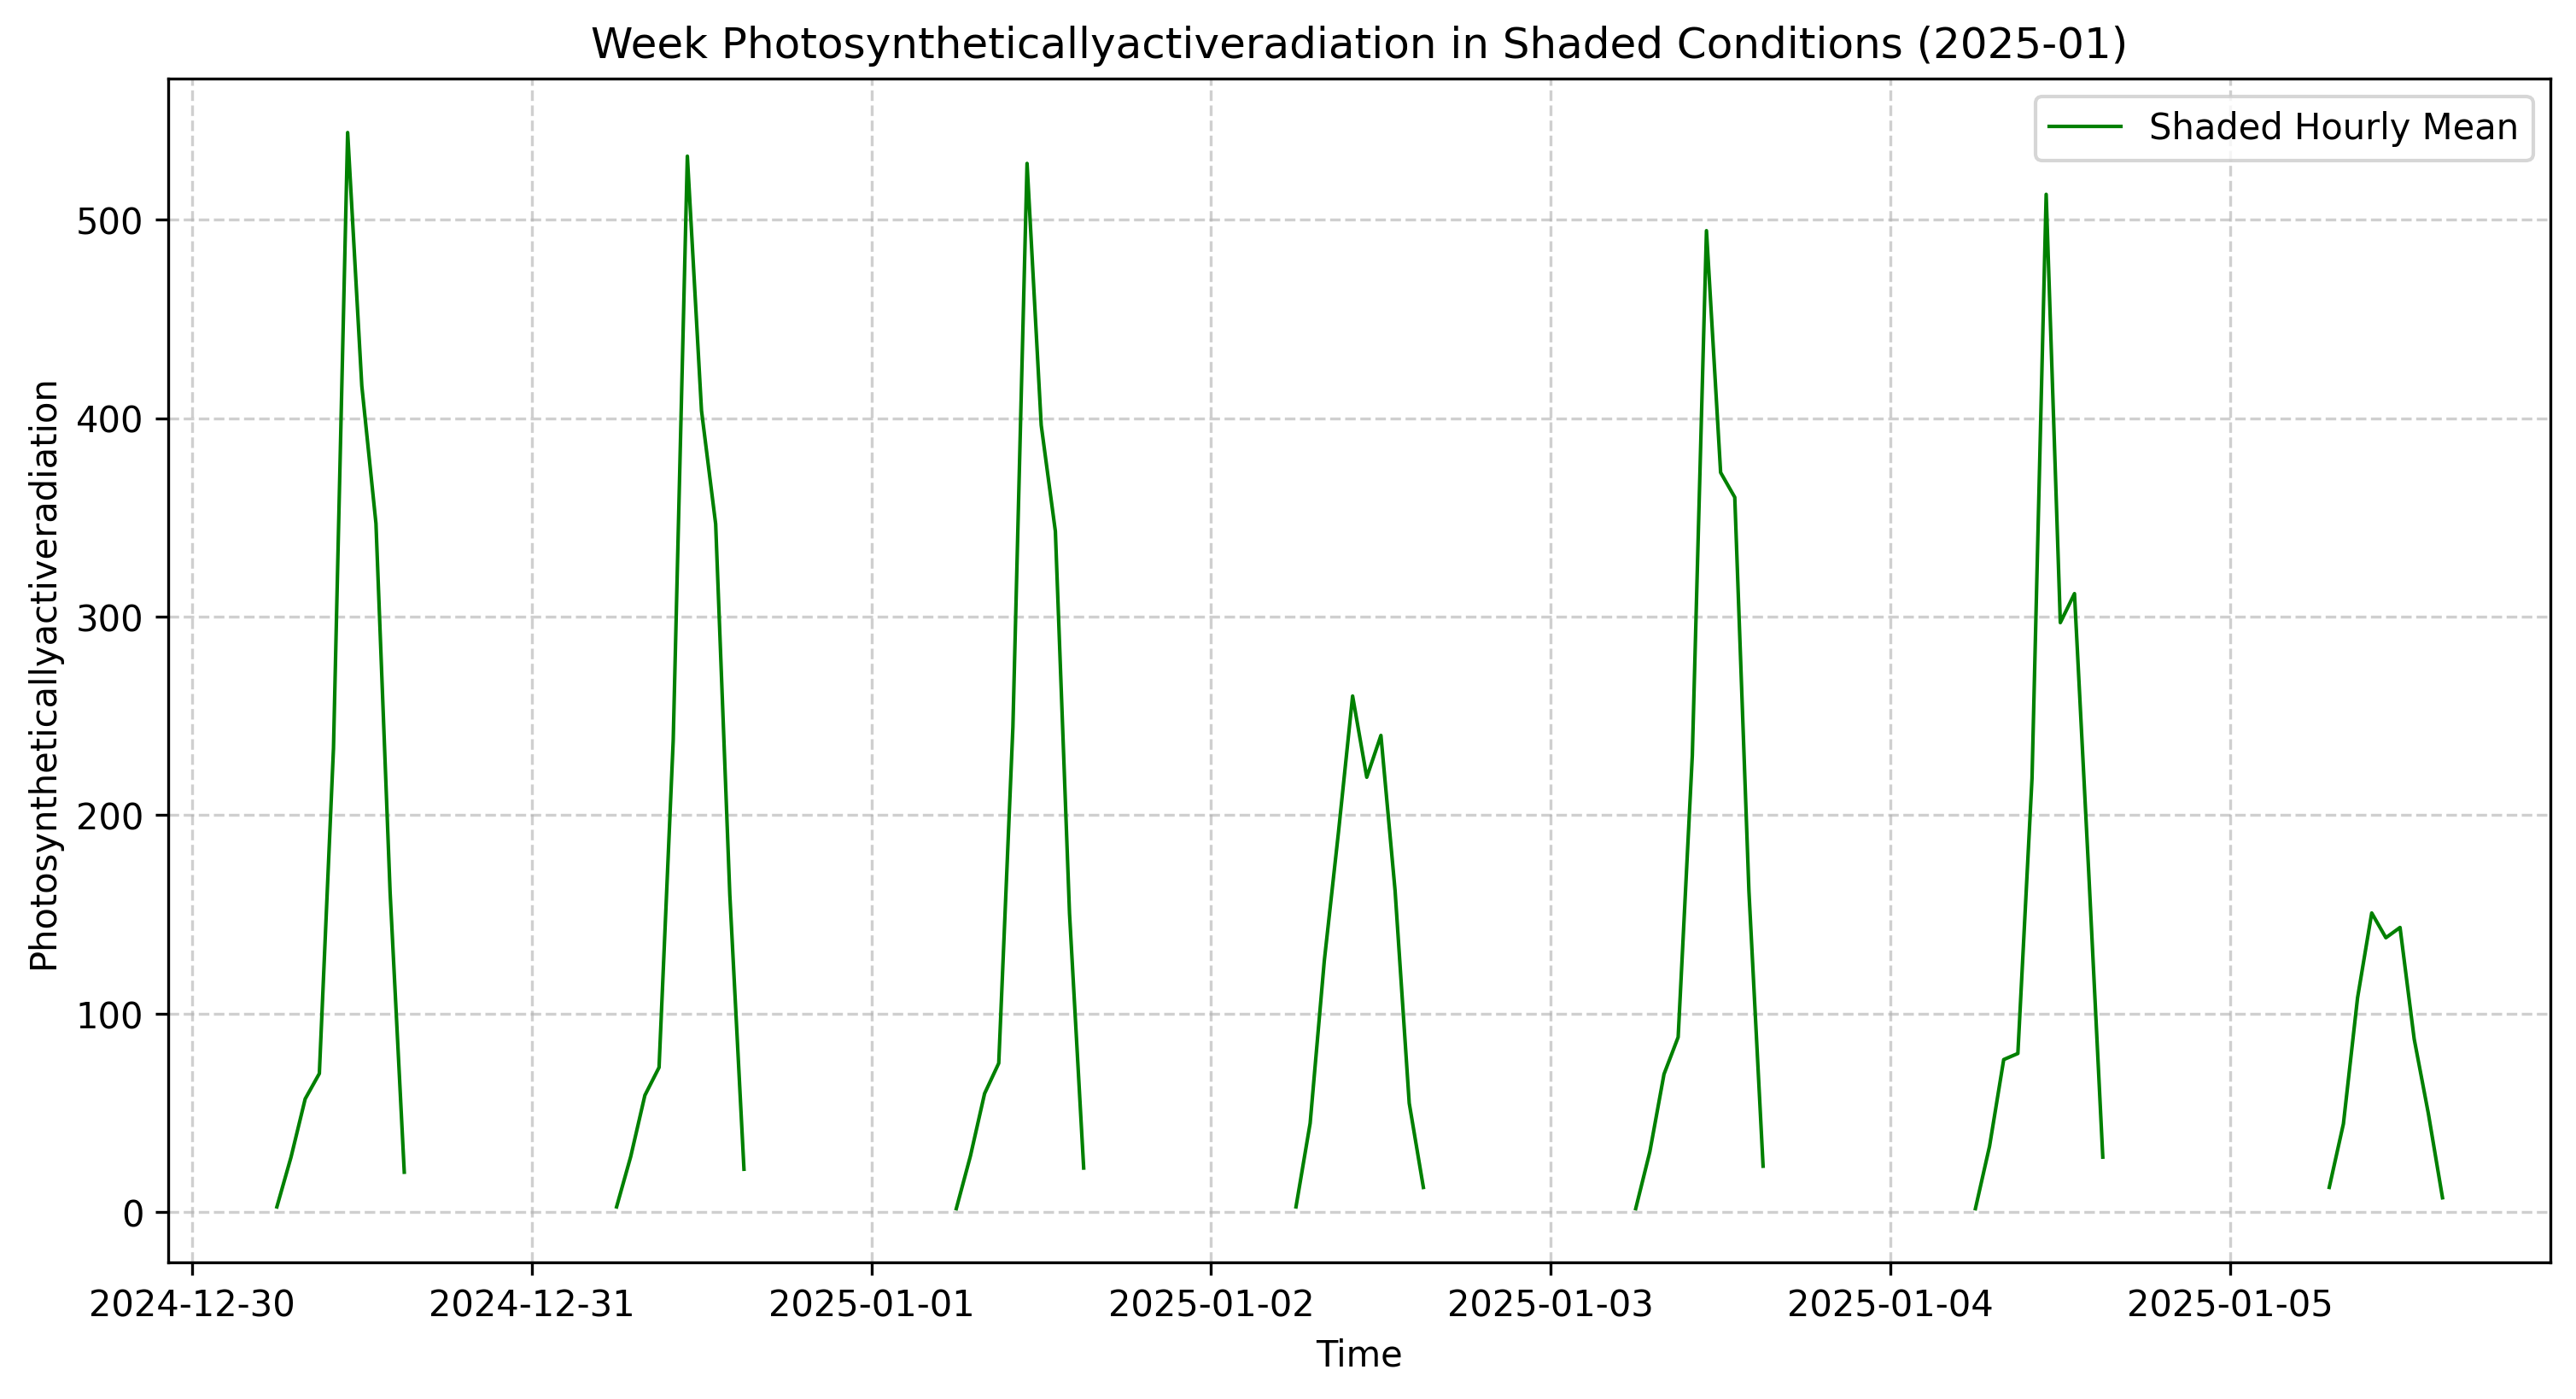 Week Photosyntheticallyactiveradiation in Shaded Conditions (2025-01)
Shaded Hourly Mean
Photosyntheticallyactiveradiation
500
400
300
200
100
0
2024-12-30 2024-12-31 2025-01-01 2025-01-02 2025-01-03 2025-01-04 2025-01-05
Time